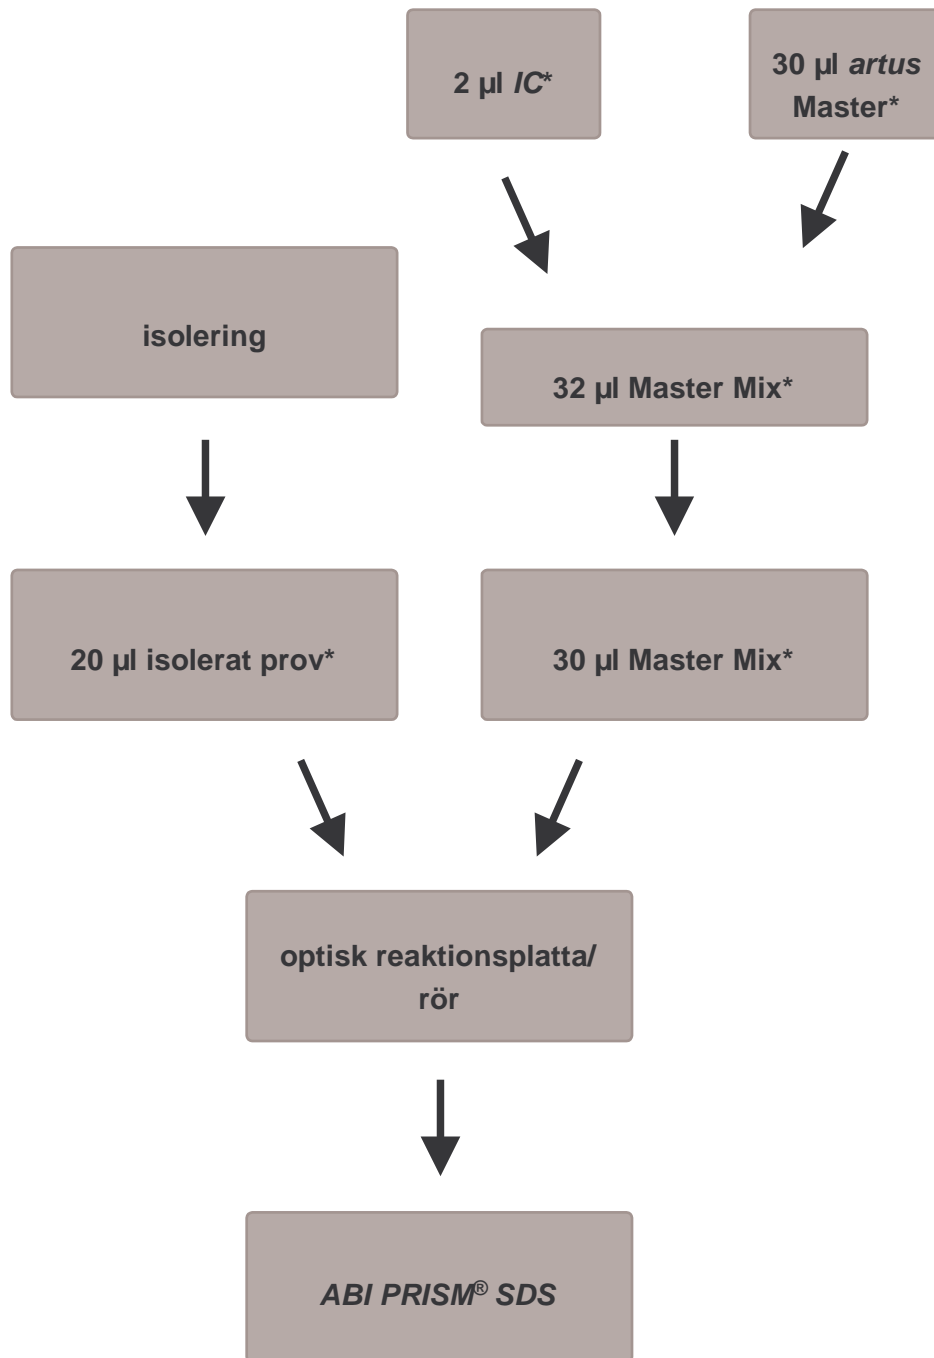 2 µl IC*
30 µl artus
Master*
isolering
32 µl Master Mix*
20 µl isolerat prov*
30 µl Master Mix*
optisk reaktionsplatta/
rör
ABI PRISM® SDS